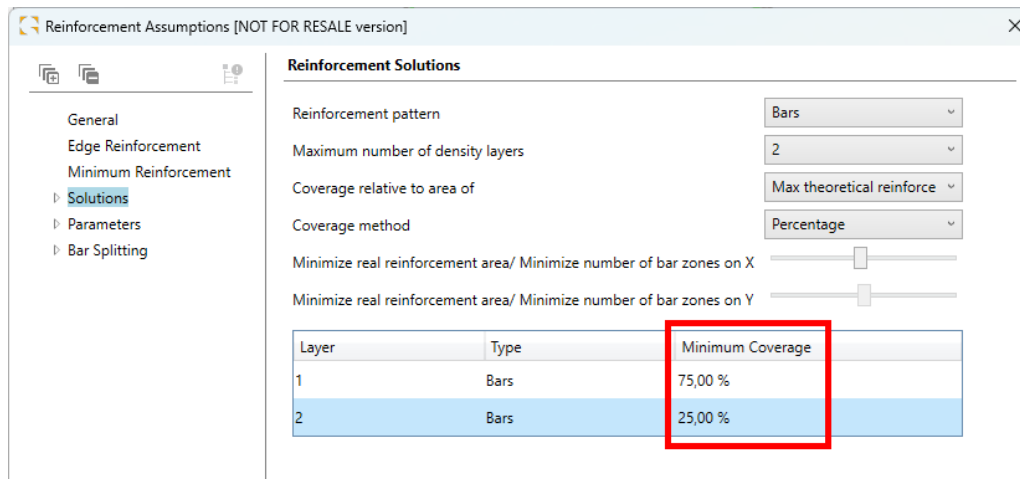 Reinforcement Assumptions [NOT FOR RESALE version]
General
Edge Reinforcement
Minimum Reinforcement
Solutions
Parameters
Bar Splitting
Reinforcement Solutions
Reinforcement pattern Bars
Maximum number of density layers 2
Coverage relative to area of Max theoretical reinforce
Coverage method Percentage
Minimize real reinforcement area/ Minimize number of bar zones on X
Minimize real reinforcement area/ Minimize number of bar zones on Y
Layer Type Minimum Coverage
1 Bars 75,00 %
2 Bars 25,00 %